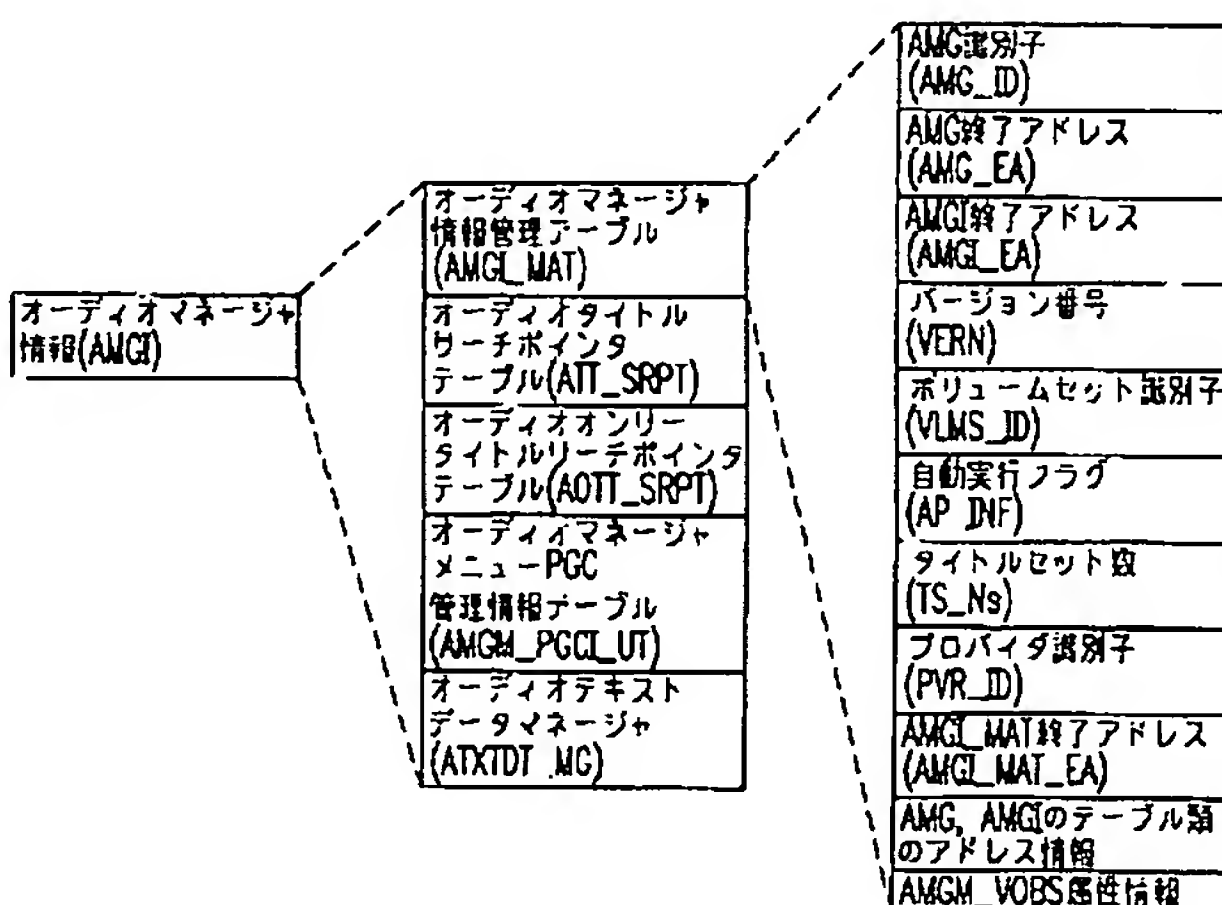 オーディオマネージャ
情報(AMGI)
オーディオマネージャ
情報管理テーブル
(AMGI_MAT)
オーディオタイトル
サーチポインタ
テーブル(ATT_SRPT)
オーディオオンリー
タイトルサーチポインタ
テーブル(AOTT_SRPT)
オーディオマネージャ
メニューPGC
管理情報テーブル
(AMGM_PGCI_UT)
オーディオテキスト
データマネージャ
(ATXTDT_MG)
AMG識別子
(AMG_ID)
AMG終了アドレス
(AMG_EA)
AMGI終了アドレス
(AMGI_EA)
バージョン番号
(VERN)
ボリュームセット識別子
(VLMS_ID)
自動実行フラグ
(AP_INF)
タイトルセット数
(TS_Ns)
プロバイダ識別子
(PVR_ID)
AMGI_MAT終了アドレス
(AMGI_MAT_EA)
AMG, AMGIのテーブル類
のアドレス情報
AMGM_VOBS属性情報